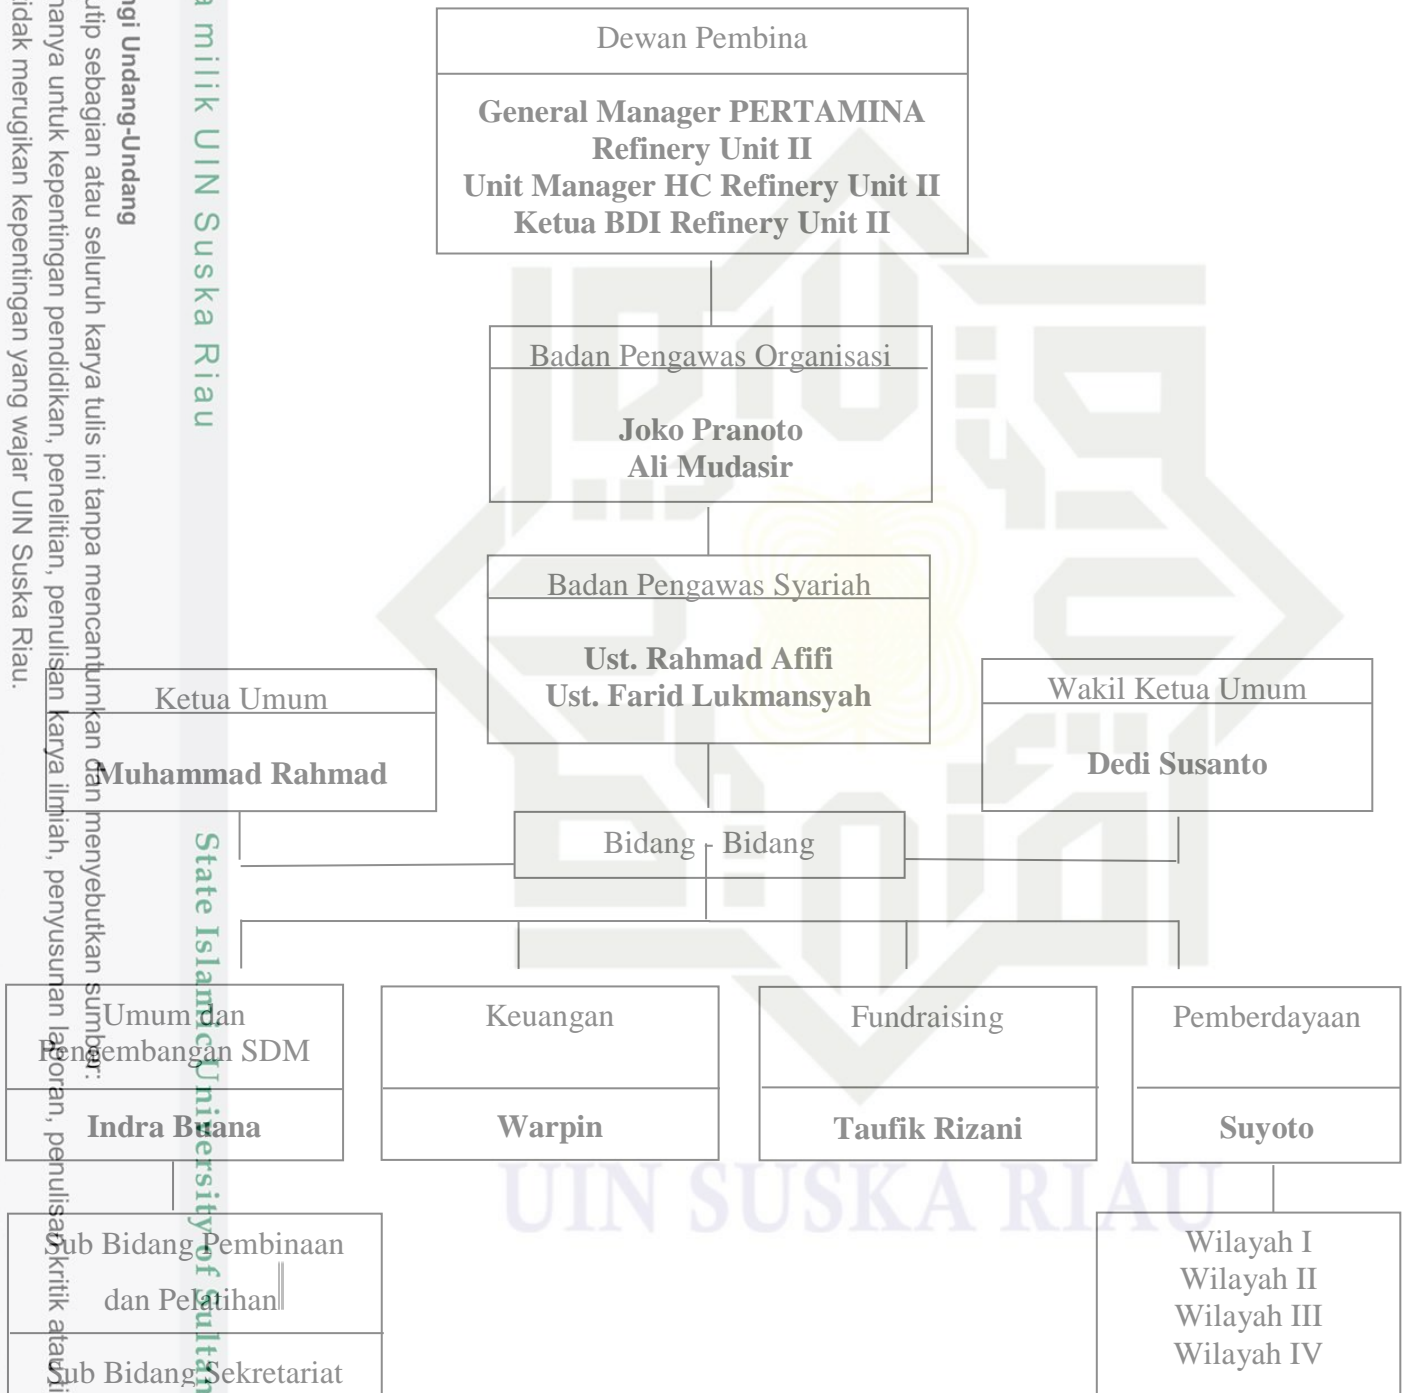 Dewan Pembina
General Manager PERTAMINA
Refinery Unit II
Unit Manager HC Refinery Unit II
Ketua BDI Refinery Unit II
Badan Pengawas Organisasi
Joko Pranoto
Ali Mudasir
Badan Pengawas Syariah
Ust. Rahmad Afifi
Ust. Farid Lukmansyah
Ketua Umum
Muhammad Rahmad
Wakil Ketua Umum
Dedi Susanto
Bidang - Bidang
Umum dan
Pengembangan SDM
Indra Buana
Keuangan
Warpin
Fundraising
Taufik Rizani
Pemberdayaan
Suyoto
Sub Bidang Pembinaan
dan Pelatihan
Sub Bidang Sekretariat
Wilayah I
Wilayah II
Wilayah III
Wilayah IV
UIN SUSKA RIAU
milik UIN Suska Riau
State Islamic University of Sultan
Undang-Undang
sebagian atau seluruh karya tulis ini tanpa mencantumkan dan menyebutkan sumber:
hanya untuk kepentingan pendidikan, penelitian, penulisan karya ilmiah, penyusunan laporan, penulisan kritik atau
tidak merugikan kepentingan yang wajar UIN Suska Riau.